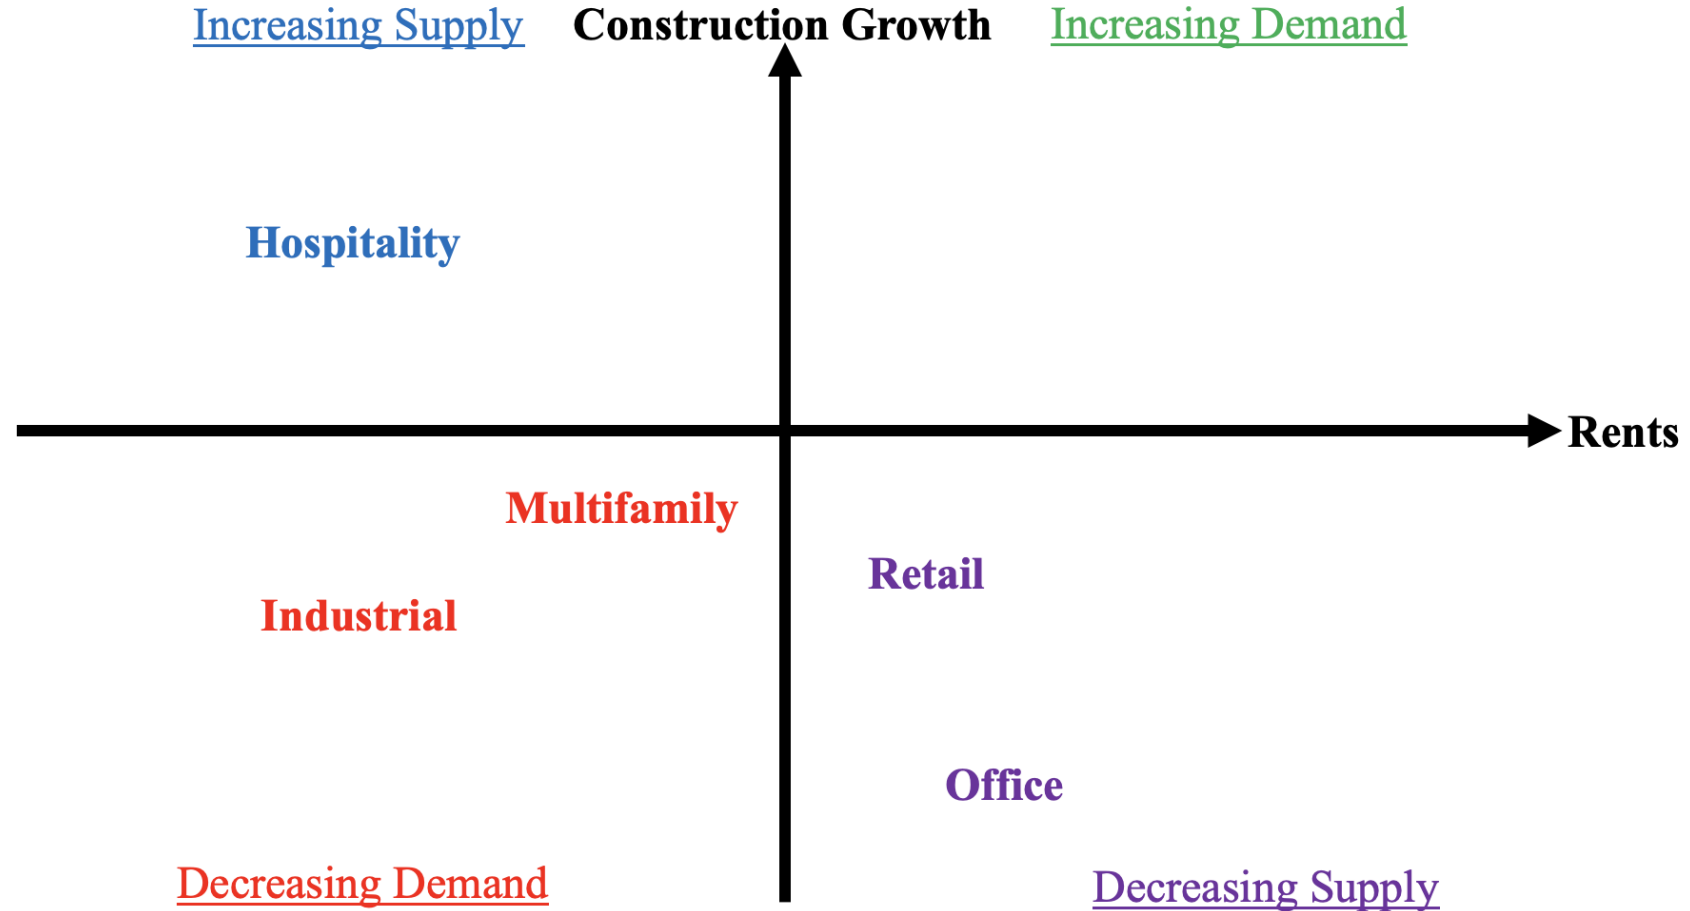 Increasing Supply
Construction Growth
Increasing Demand
Hospitality
Rents
Multifamily
Retail
Industrial
Office
Decreasing Demand
Decreasing Supply